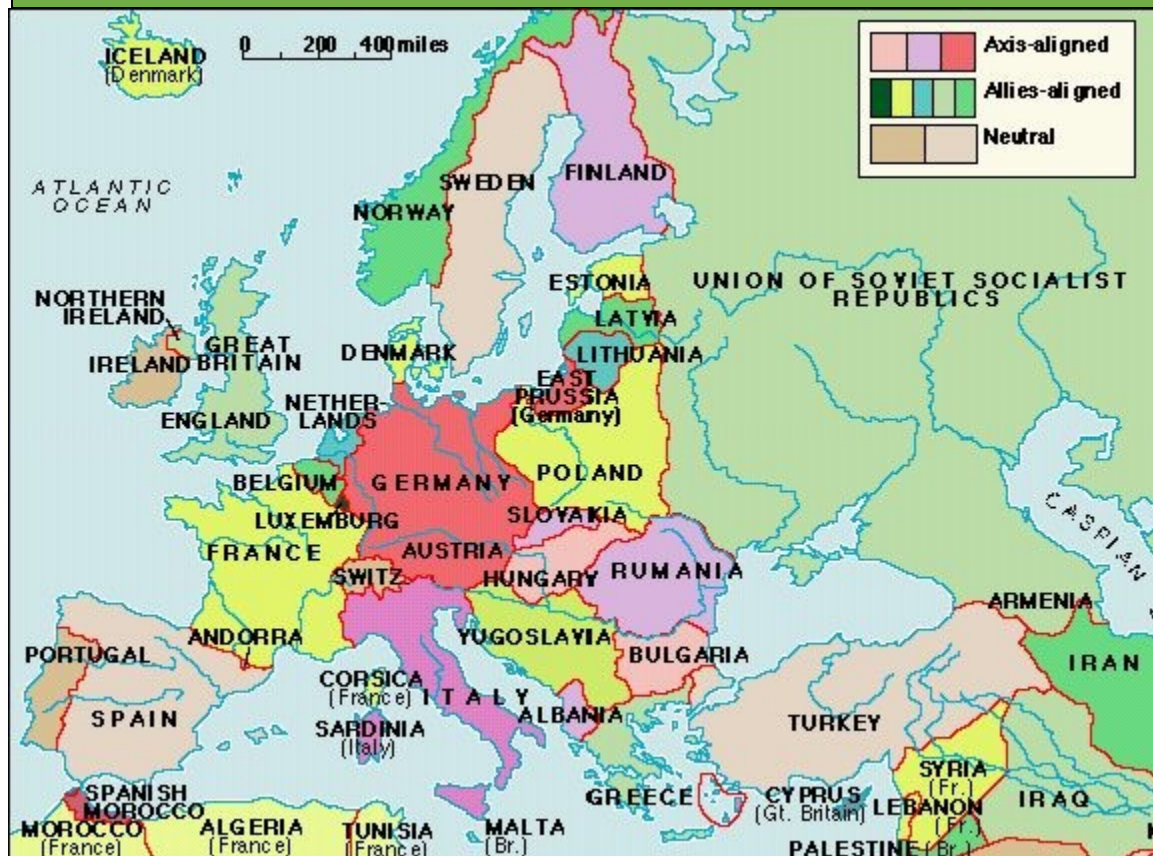 0 200 400 miles
Axis-aligned
Allies-aligned
Neutral
ICELAND
(Denmark)
ATLANTIC
OCEAN
SWEDEN
FINLAND
NORWAY
ESTONIA
UNION OF SOVIET SOCIALIST
REPUBLICS
NORTHERN
IRELAND
LATVIA
IRELAND
GREAT
BRITAIN
DENMARK
LITHUANIA
EAST
PRUSSIA
(Germany)
NETHER-
LANDS
ENGLAND
POLAND
BELGIUM
GERMANY
LUXEMBURG
SLOVAKIA
CASPIAN
FRANCE
AUSTRIA
SWITZ
HUNGARY
RUMANIA
ARMENIA
ANDORRA
YUGOSLAVIA
PORTUGAL
BULGARIA
IRAN
CORSICA
(France)
ITALY
SPAIN
ALBANIA
TURKEY
SARDINIA
(Italy)
SYRIA
(Fr.)
SPANISH
MOROCCO
GREECE
CYPRUS
(Gt. Britain)
LEBANON
(Fr.)
IRAQ
MOROCCO
(France)
ALGERIA
(France)
TUNISIA
(France)
MALTA
(Br.)
PALESTINE (Br.)